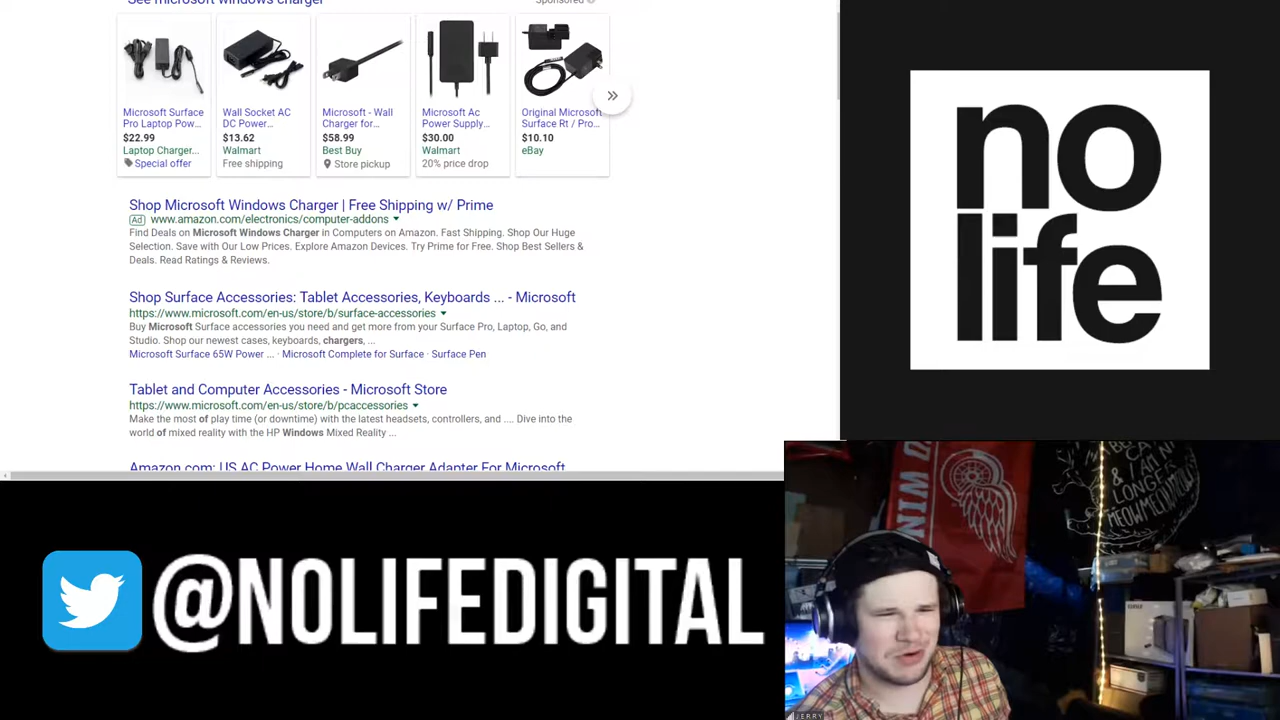 See microsoft windows charger
Sponsored
Microsoft Surface
Pro Laptop Pow...
$22.99
Laptop Charger...
Special offer
Wall Socket AC
DC Power...
$13.62
Walmart
Free shipping
Microsoft - Wall
Charger for...
$58.99
Best Buy
Store pickup
Microsoft Ac
Power Supply...
$30.00
Walmart
20% price drop
Original Microsoft
Surface Rt / Pro...
$10.10
eBay
Shop Microsoft Windows Charger | Free Shipping w/ Prime
Ad www.amazon.com/electronics/computer-addons
Find Deals on Microsoft Windows Charger in Computers on Amazon. Fast Shipping. Shop Our Huge
Selection. Save with Our Low Prices. Explore Amazon Devices. Try Prime for Free. Shop Best Sellers &
Deals. Read Ratings & Reviews.
Shop Surface Accessories: Tablet Accessories, Keyboards ... - Microsoft
https://www.microsoft.com/en-us/store/b/surface-accessories
Buy Microsoft Surface accessories you need and get more from your Surface Pro, Laptop, Go, and
Studio. Shop our newest cases, keyboards, chargers, ...
Microsoft Surface 65W Power ... · Microsoft Complete for Surface · Surface Pen
Tablet and Computer Accessories - Microsoft Store
https://www.microsoft.com/en-us/store/b/pcaccessories
Make the most of play time (or downtime) with the latest headsets, controllers, and .... Dive into the
world of mixed reality with the HP Windows Mixed Reality ...
Amazon.com: US AC Power Home Wall Charger Adapter For Microsoft
no
life
@NOLIFEDIGITAL
D WIN
CA
& I AM NO
LONGER
MEOWMEOWMEOW
JERRY